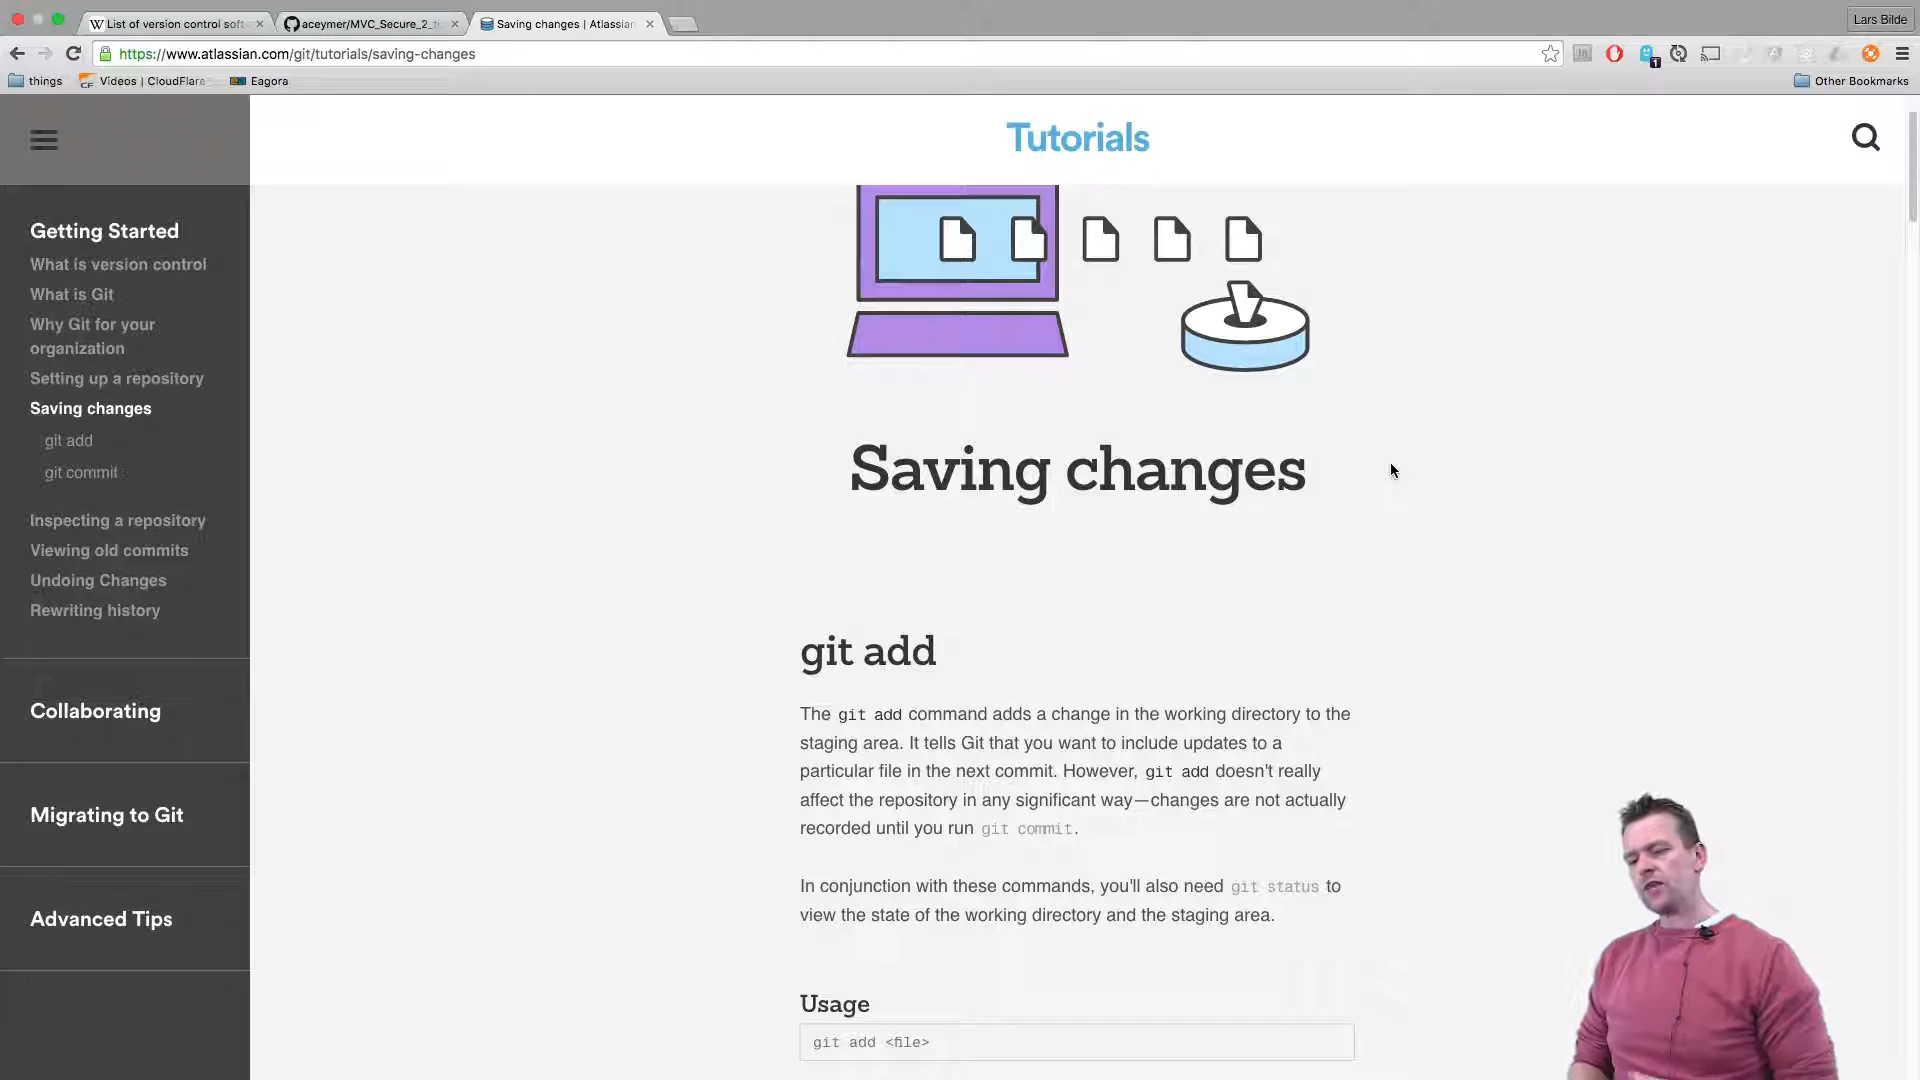 List of version control soft
aceymer/MVC_Secure_2
Saving changes | Atlassian
Lars Bilde
https://www.atlassian.com/git/tutorials/saving-changes
things
Videos | CloudFlare
Eagora
Other Bookmarks
Tutorials
Getting Started
What is version control
What is Git
Why Git for your
organization
Setting up a repository
Saving changes
git add
git commit
Inspecting a repository
Viewing old commits
Undoing Changes
Rewriting history
Collaborating
Migrating to Git
Advanced Tips
Saving changes
git add
The git add command adds a change in the working directory to the
staging area. It tells Git that you want to include updates to a
particular file in the next commit. However, git add doesn't really
affect the repository in any significant way—changes are not actually
recorded until you run git commit.
In conjunction with these commands, you'll also need git status to
view the state of the working directory and the staging area.
Usage
git add <file>